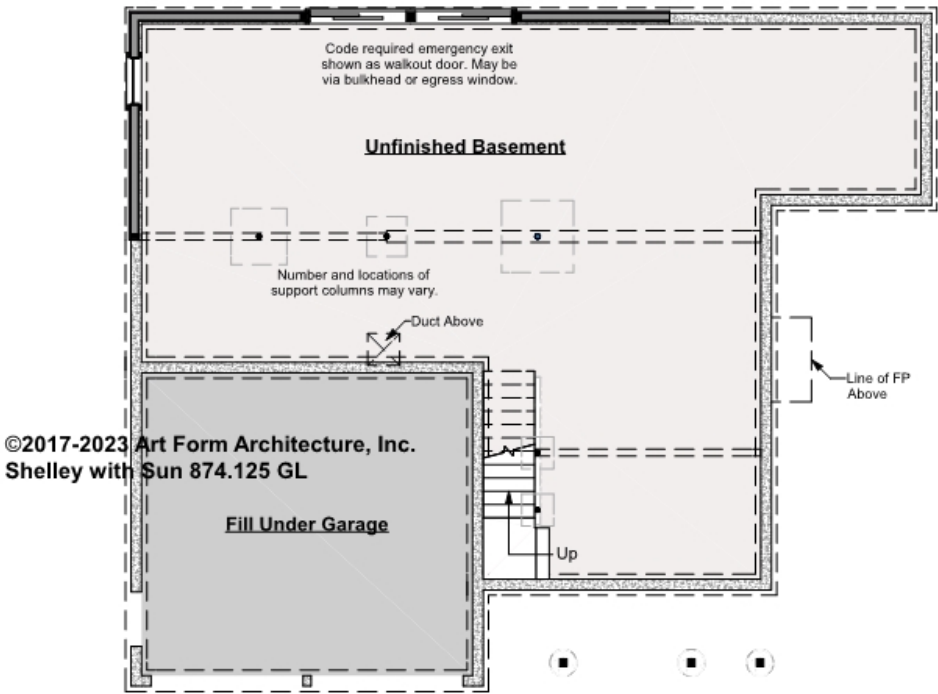 Code required emergency exit
shown as walkout door. May be
via bulkhead or egress window.
Unfinished Basement
Number and locations of
support columns may vary.
Duct Above
Line of FP
Above
©2017-2023 Art Form Architecture, Inc.
Shelley with Sun 874.125 GL
Fill Under Garage
Up